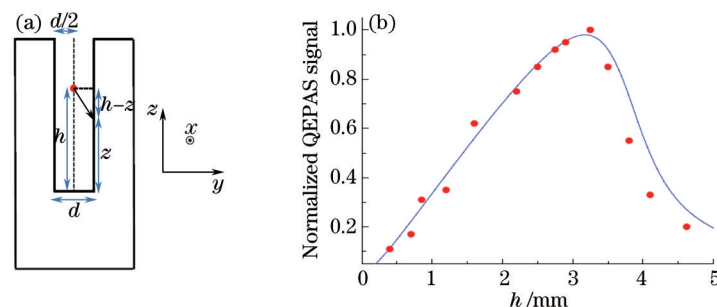 (a)
d/2
h
h−z
z
d
z
x
y
(b)
Normalized QEPAS signal
1.0
0.8
0.6
0.4
0.2
0
1
2
3
4
5
h /mm